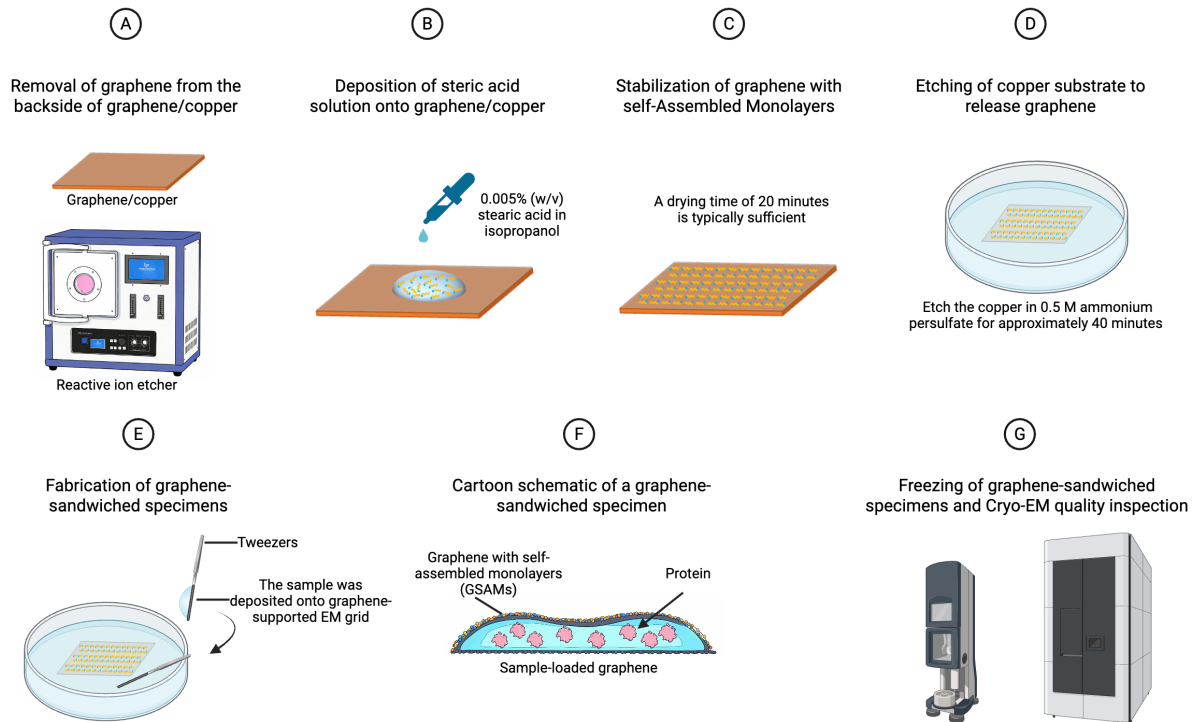 A
Removal of graphene from the
backside of graphene/copper
Graphene/copper
Reactive ion etcher
B
Deposition of steric acid
solution onto graphene/copper
0.005% (w/v)
stearic acid in
isopropanol
C
Stabilization of graphene with
self-Assembled Monolayers
A drying time of 20 minutes
is typically sufficient
D
Etching of copper substrate to
release graphene
Etch the copper in 0.5 M ammonium
persulfate for approximately 40 minutes
E
Fabrication of graphene-
sandwiched specimens
Tweezers
The sample was
deposited onto graphene-
supported EM grid
F
Cartoon schematic of a graphene-
sandwiched specimen
Graphene with self-
assembled monolayers
(GSAMs)
Protein
Sample-loaded graphene
G
Freezing of graphene-sandwiched
specimens and Cryo-EM quality inspection